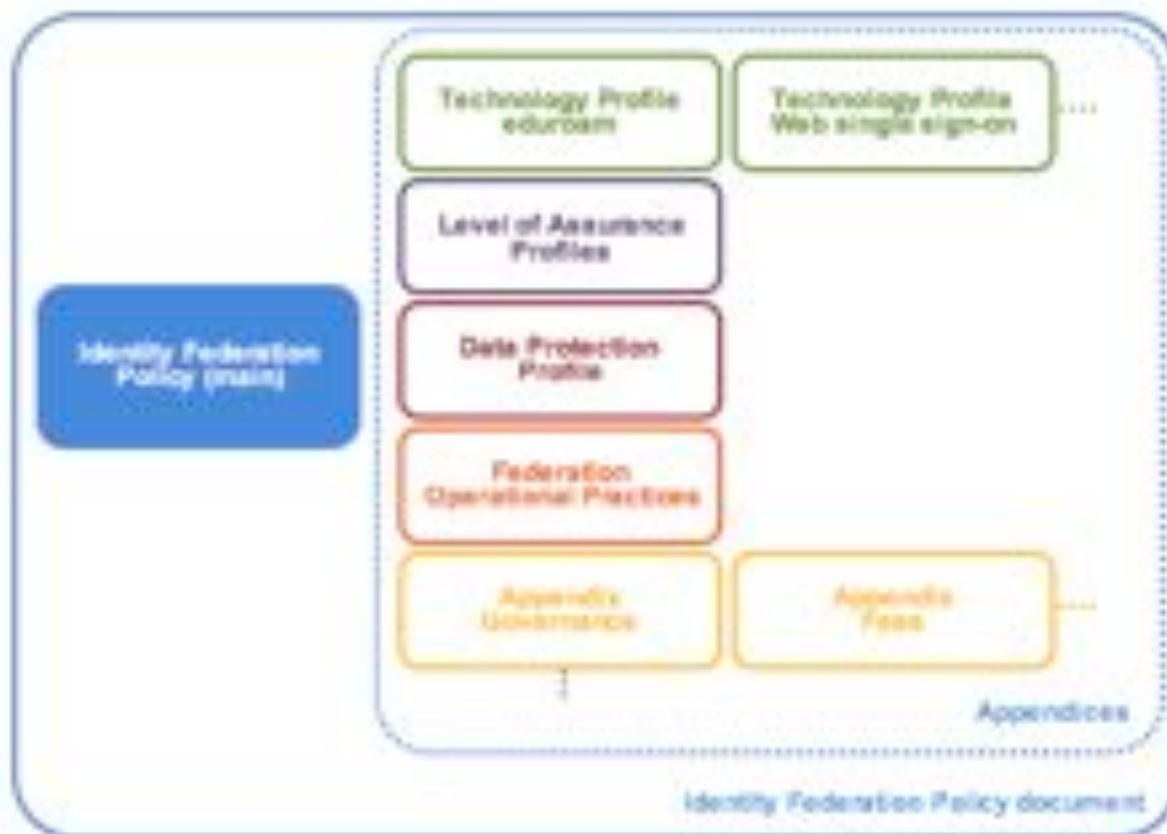 Technology Profile
eduroam
Technology Profile
Web single sign-on
....
Level of Assurance
Profiles
Identity Federation
Policy (main)
Data Protection
Profile
Federation
Operational Practices
Appendix
Governance
Appendix
Fees
....
Appendices
Identity Federation Policy document